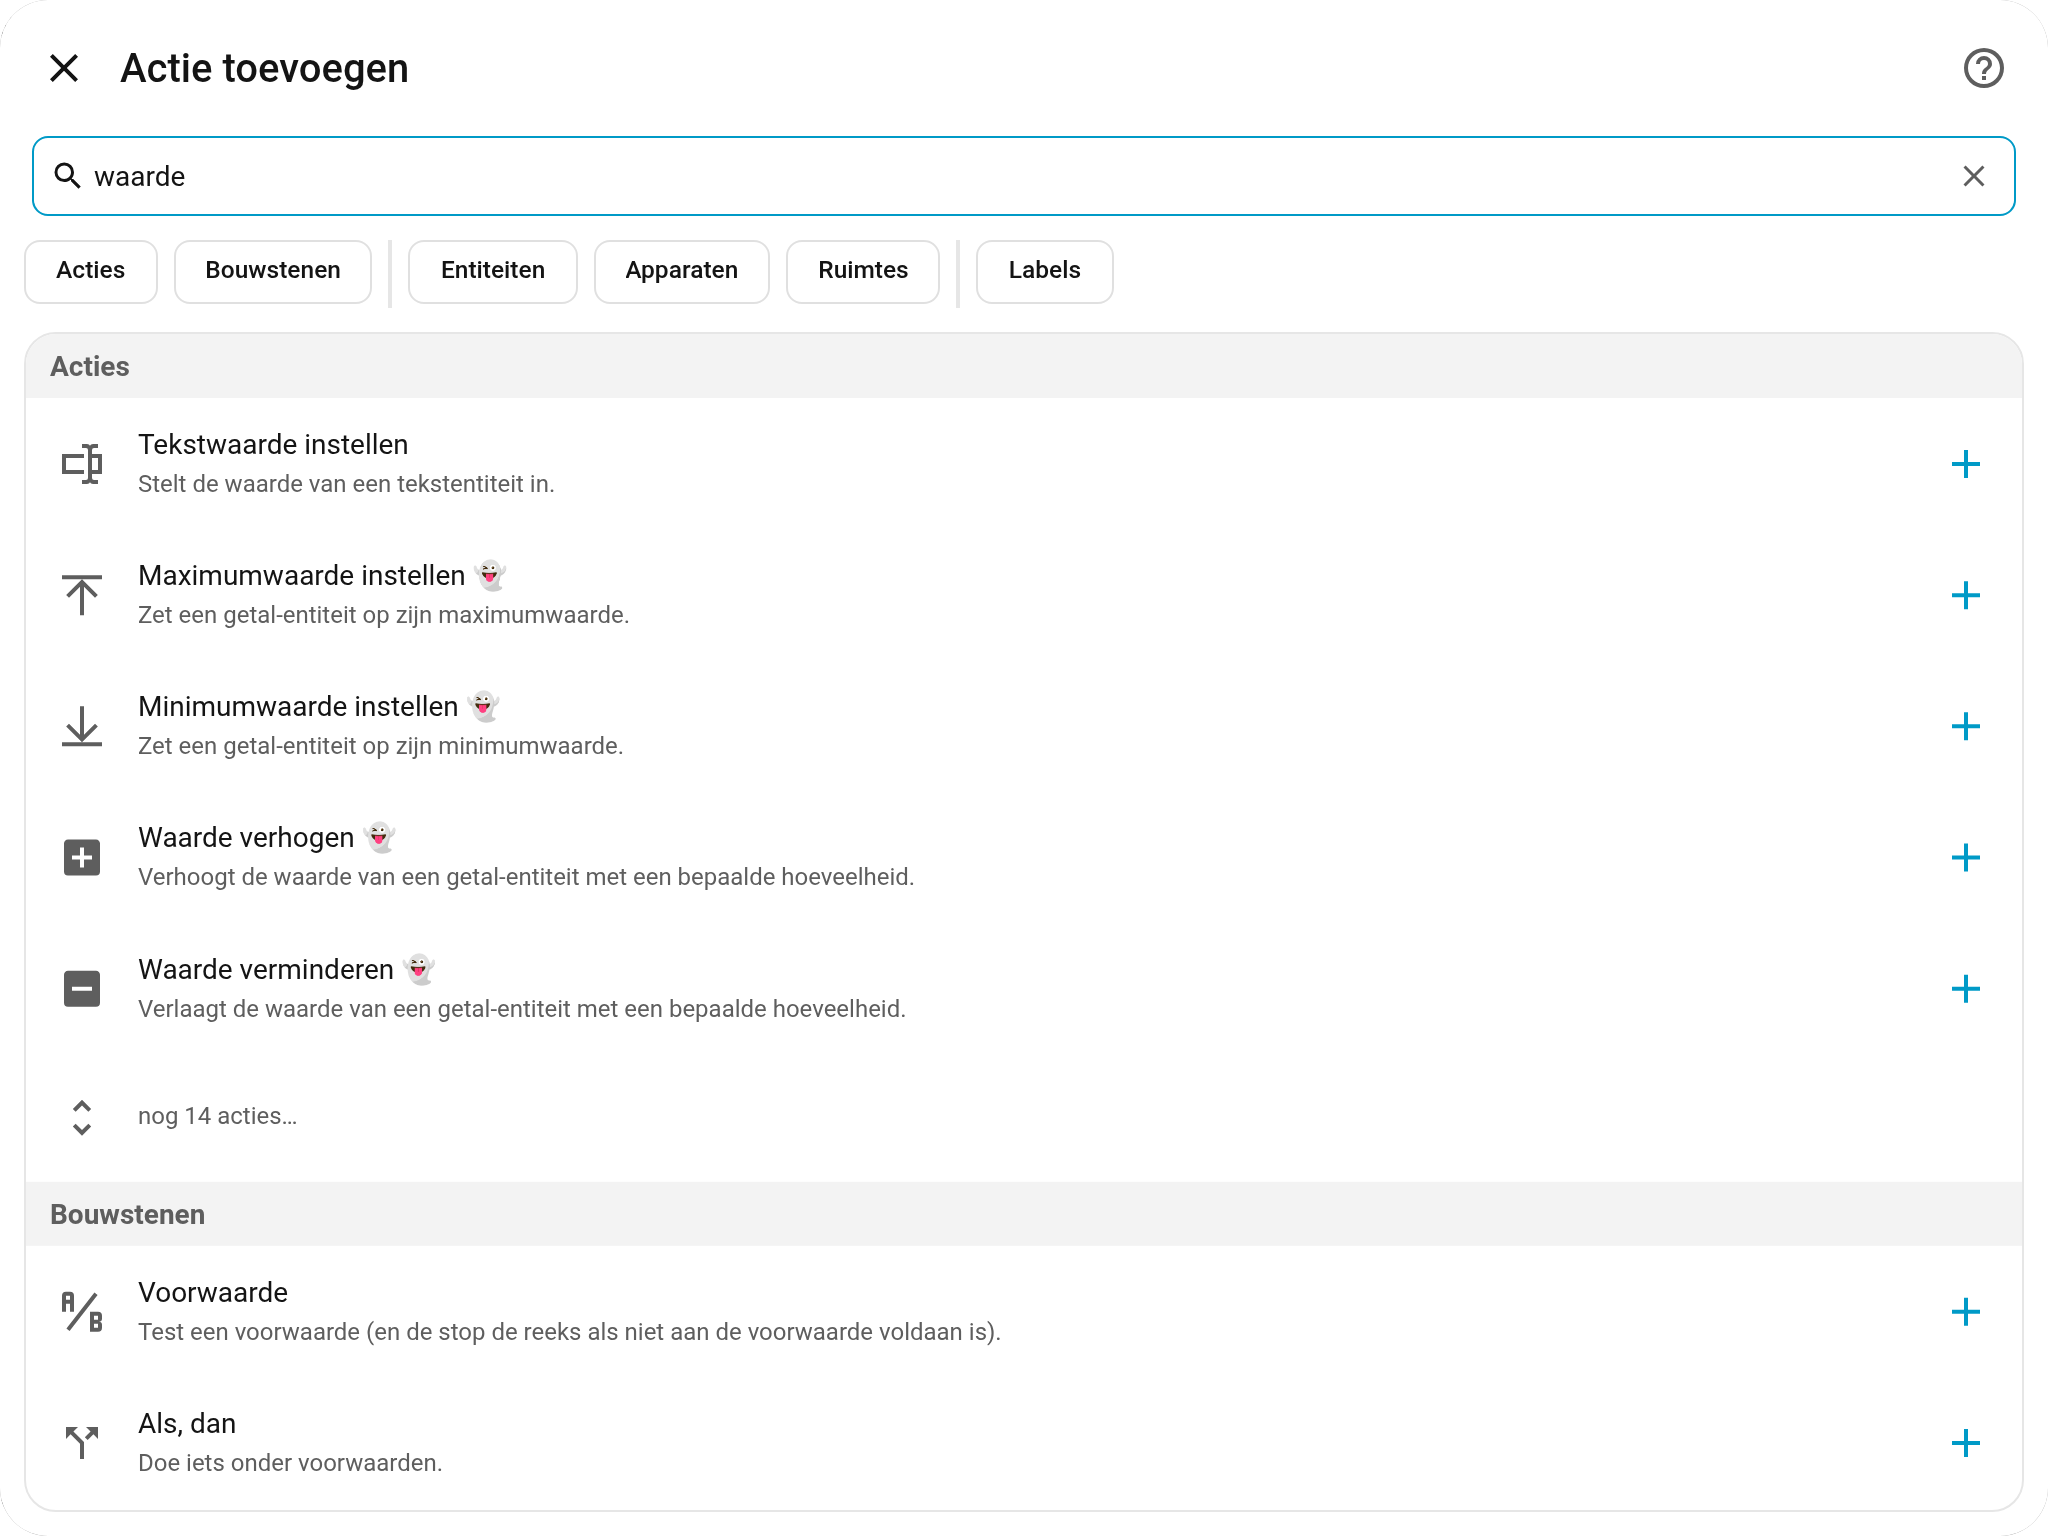 Actie toevoegen
waarde
Acties
Bouwstenen
Entiteiten
Apparaten
Ruimtes
Labels
Acties
Tekstwaarde instellen
Stelt de waarde van een tekstentiteit in.
Maximumwaarde instellen 👻
Zet een getal-entiteit op zijn maximumwaarde.
Minimumwaarde instellen 👻
Zet een getal-entiteit op zijn minimumwaarde.
Waarde verhogen 👻
Verhoogt de waarde van een getal-entiteit met een bepaalde hoeveelheid.
Waarde verminderen 👻
Verlaagt de waarde van een getal-entiteit met een bepaalde hoeveelheid.
nog 14 acties…
Bouwstenen
Voorwaarde
Test een voorwaarde (en de stop de reeks als niet aan de voorwaarde voldaan is).
Als, dan
Doe iets onder voorwaarden.